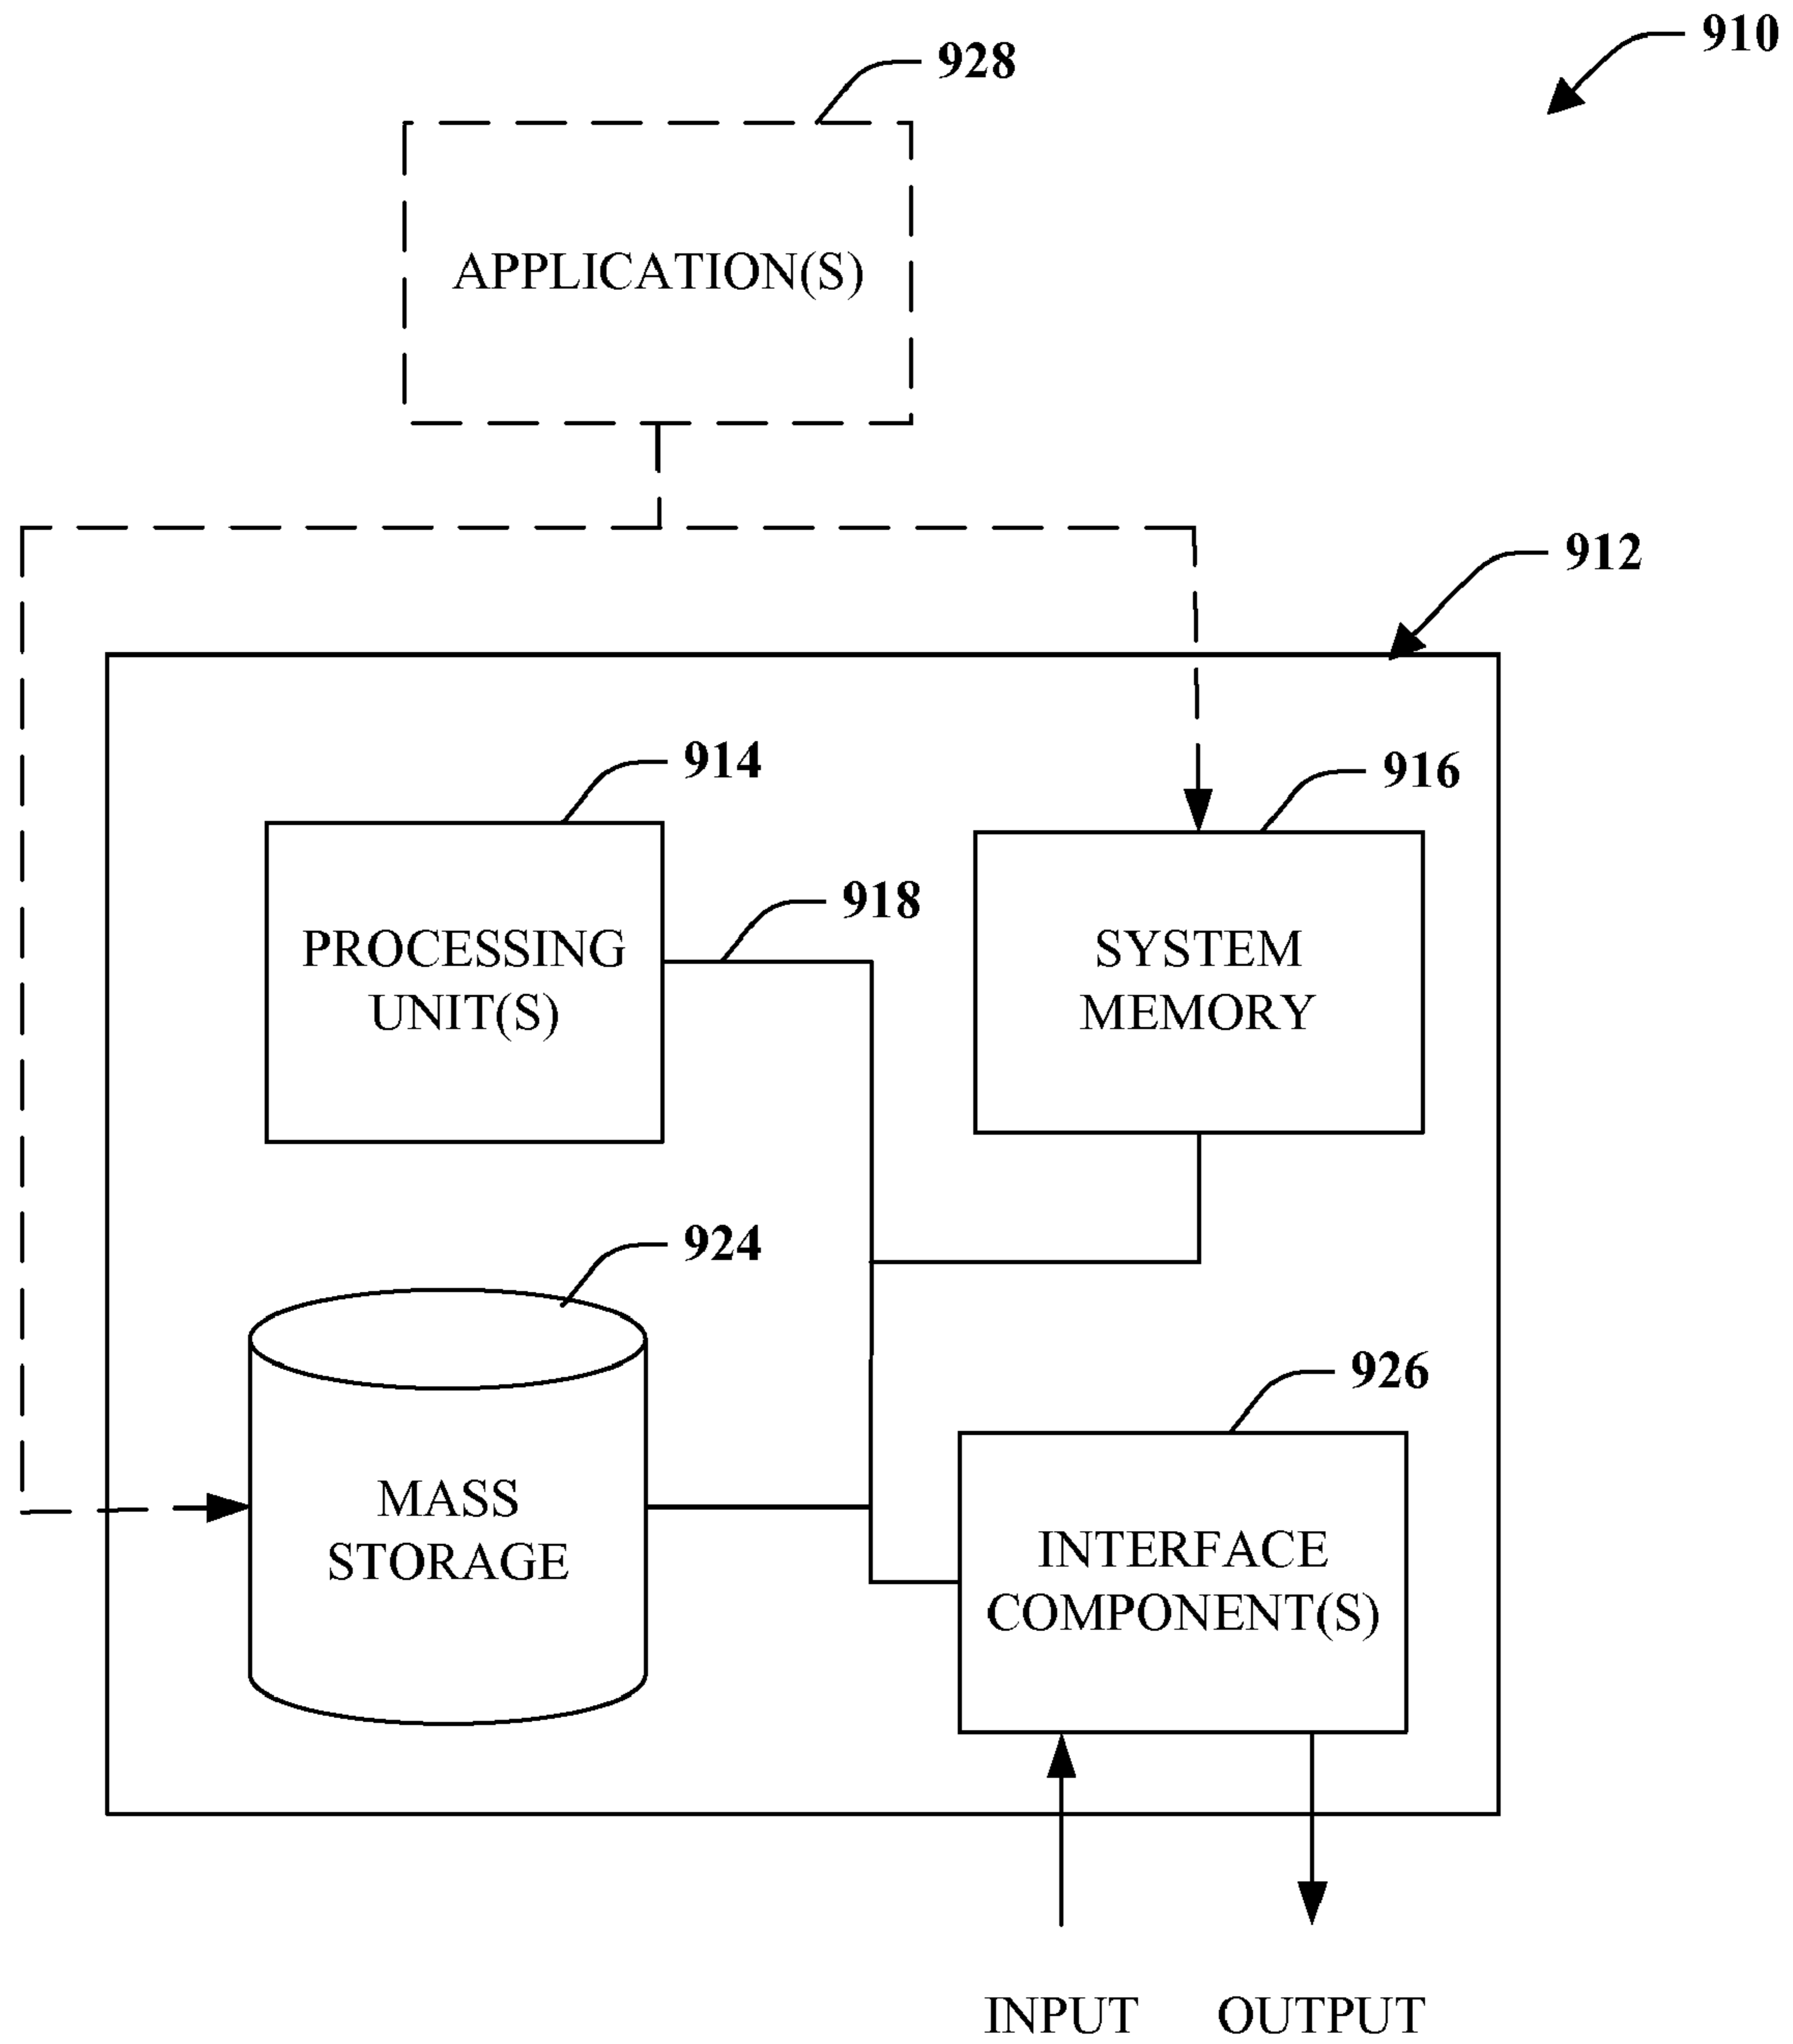 910
928
APPLICATION(S)
912
914
916
918
PROCESSING
UNIT(S)
SYSTEM
MEMORY
924
926
MASS
STORAGE
INTERFACE
COMPONENT(S)
INPUT
OUTPUT